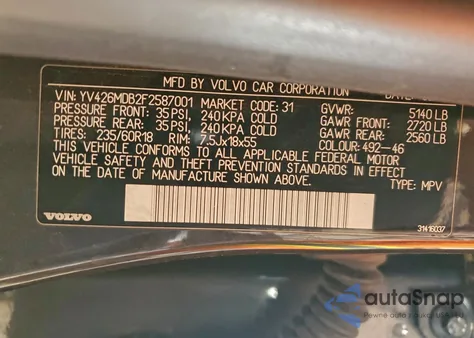 MFD BY VOLVO CAR CORPORATION
VIN: YV426MDB2F2587001 MARKET CODE: 31 GVWR: 5140 LB
PRESSURE FRONT: 35PSI, 240KPA COLD GAWR FRONT: 2720 LB
PRESSURE REAR: 35PSI, 240KPA COLD GAWR REAR: 2560 LB
TIRES: 235/60R18 RIM: 7.5Jx18x55 COLOUR: 492-46
THIS VEHICLE CONFORMS TO ALL APPLICABLE FEDERAL MOTOR
VEHICLE SAFETY AND THEFT PREVENTION STANDARDS IN EFFECT
ON THE DATE OF MANUFACTURE SHOWN ABOVE. TYPE: MPV
VOLVO 31416037
autoSnap
Pewne auto z aukcji